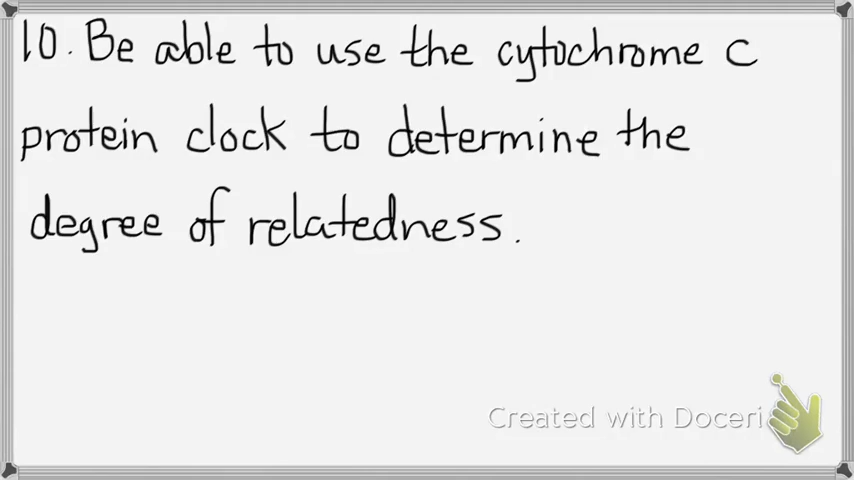 10. Be able to use the cytochrome c
protein clock to determine the
degree of relatedness.
Created with Doceri